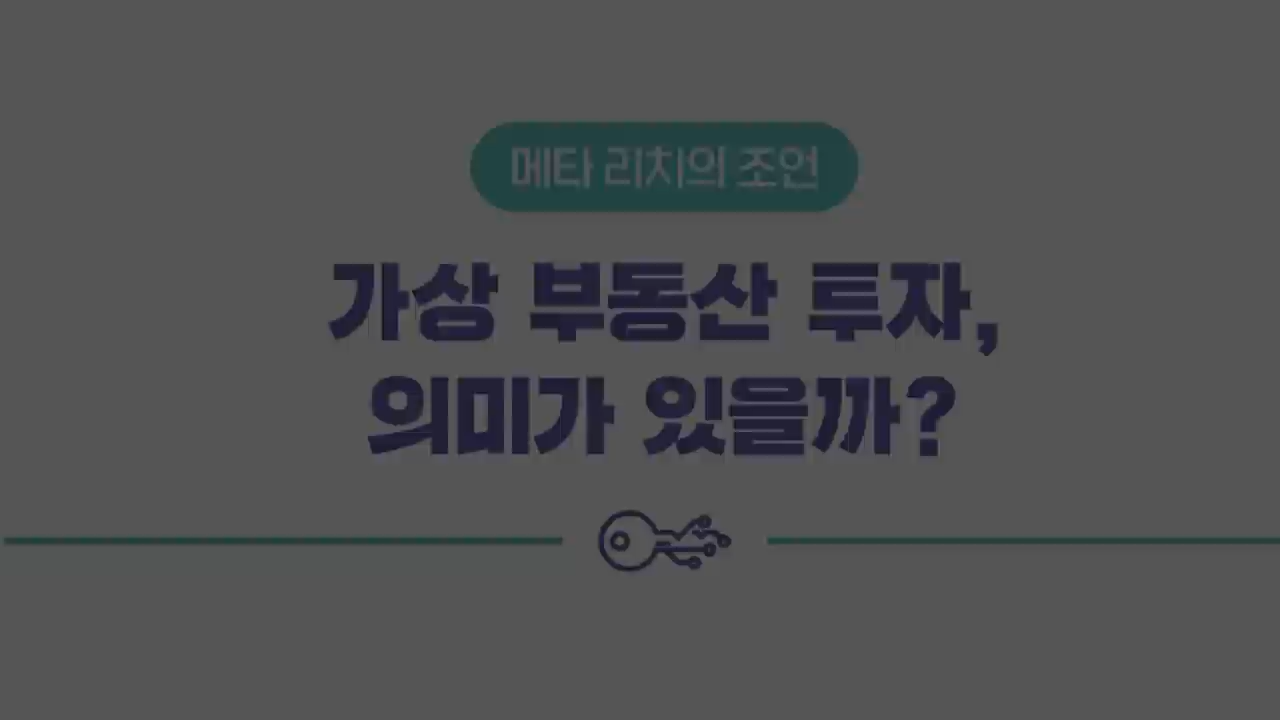 메타 리치의 조언
가상 부동산 투자,
의미가 있을까?